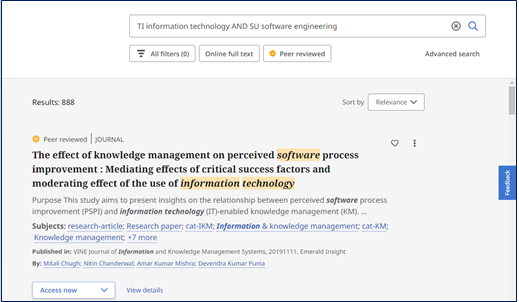 TI information technology AND SU software engineering
All filters (0)
Online full text
Peer reviewed
Advanced search
Results: 888
Sort by
Relevance
Peer reviewed | JOURNAL
The effect of knowledge management on perceived software process
improvement : Mediating effects of critical success factors and
moderating effect of the use of information technology
Purpose This study aims to present insights on the relationship between perceived software process
improvement (PSPI) and information technology (IT)-enabled knowledge management (KM). ...
Subjects: research-article; Research paper; cat-IKM; Information & knowledge management; cat-KM;
Knowledge management; +7 more
Published in: VINE Journal of Information and Knowledge Management Systems, 20191111, Emerald Insight
By: Mitali Chugh; Nitin Chanderwal; Amar Kumar Mishra; Devendra Kumar Punia
Access now
View details
Feedback